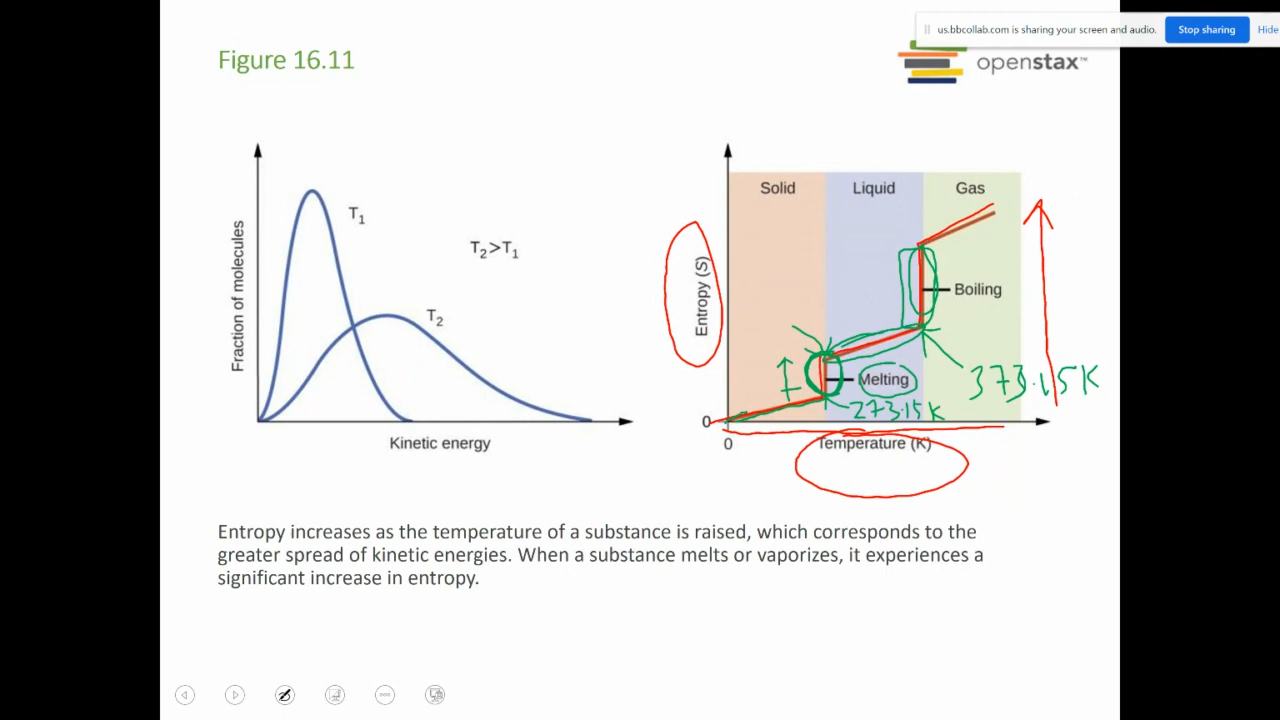 us.bbcollab.com is sharing your screen and audio.
Stop sharing
Hide
Figure 16.11
openstax™
Fraction of molecules
T1
T2>T1
T2
Kinetic energy
Entropy (S)
Solid
Liquid
Gas
Boiling
Melting
373.15K
273.15K
0
0
Temperature (K)
Entropy increases as the temperature of a substance is raised, which corresponds to the
greater spread of kinetic energies. When a substance melts or vaporizes, it experiences a
significant increase in entropy.